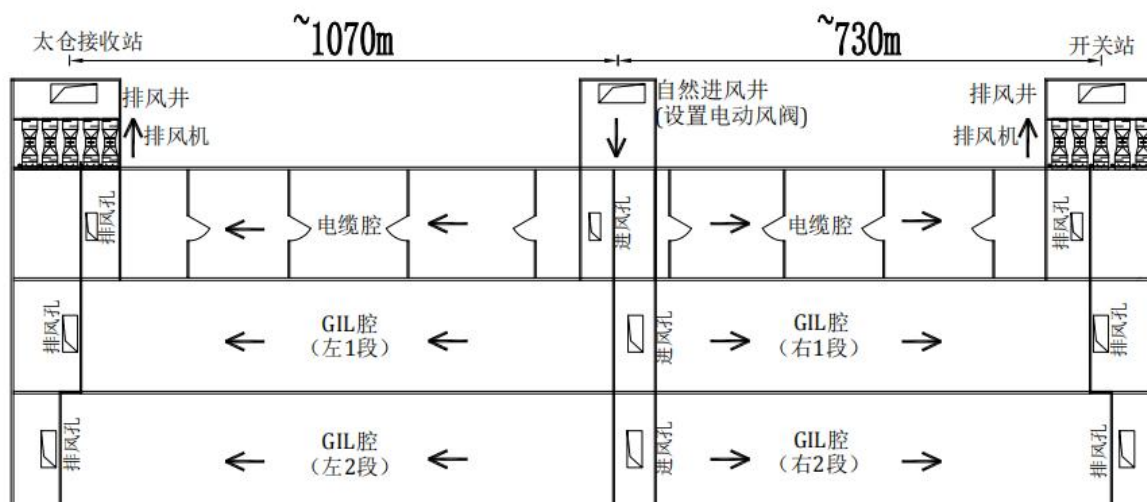 ~1070m
~730m
太仓接收站
开关站
排风井
自然进风井
(设置电动风阀)
排风井
排风机
排风机
排风孔
电缆腔
进风孔
电缆腔
排风孔
排风孔
GIL腔
(左1段)
进风孔
GIL腔
(右1段)
排风孔
排风孔
GIL腔
(左2段)
进风孔
GIL腔
(右2段)
排风孔